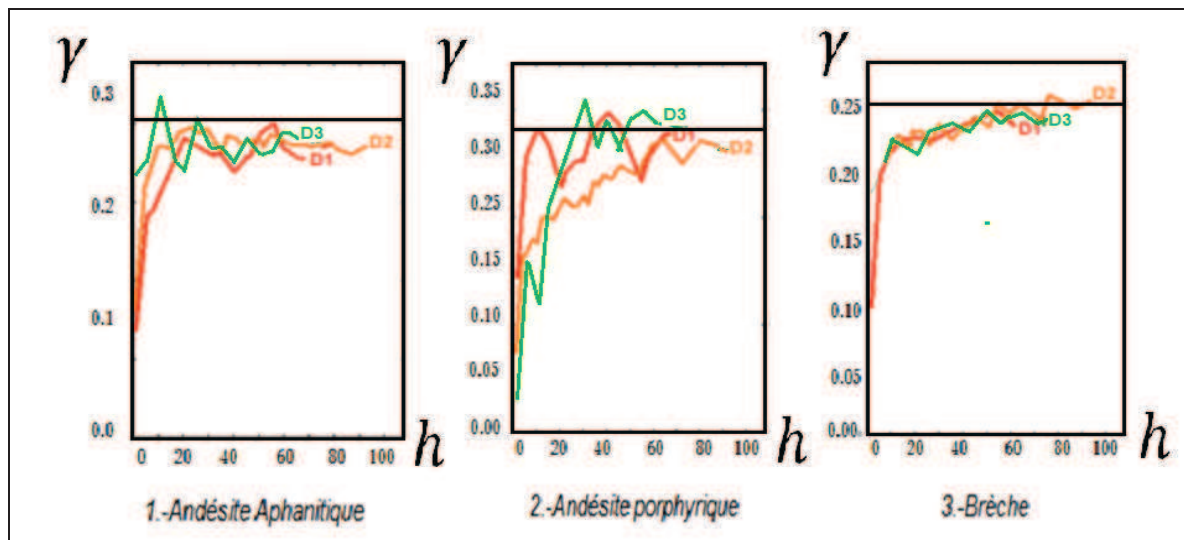 γ γ γ
0.3
0.2
0.1
0.0
0 20 40 60 80 100 h
D3
D2
D1
1.-Andésite Aphanitique
0.35
0.30
0.25
0.20
0.15
0.10
0.05
0.00
0 20 40 60 80 100 h
D3
D1
D2
2.-Andésite porphyrique
0.25
0.20
0.15
0.10
0.05
0.00
0 20 40 60 80 100 h
D2
D1
D3
3.-Brèche